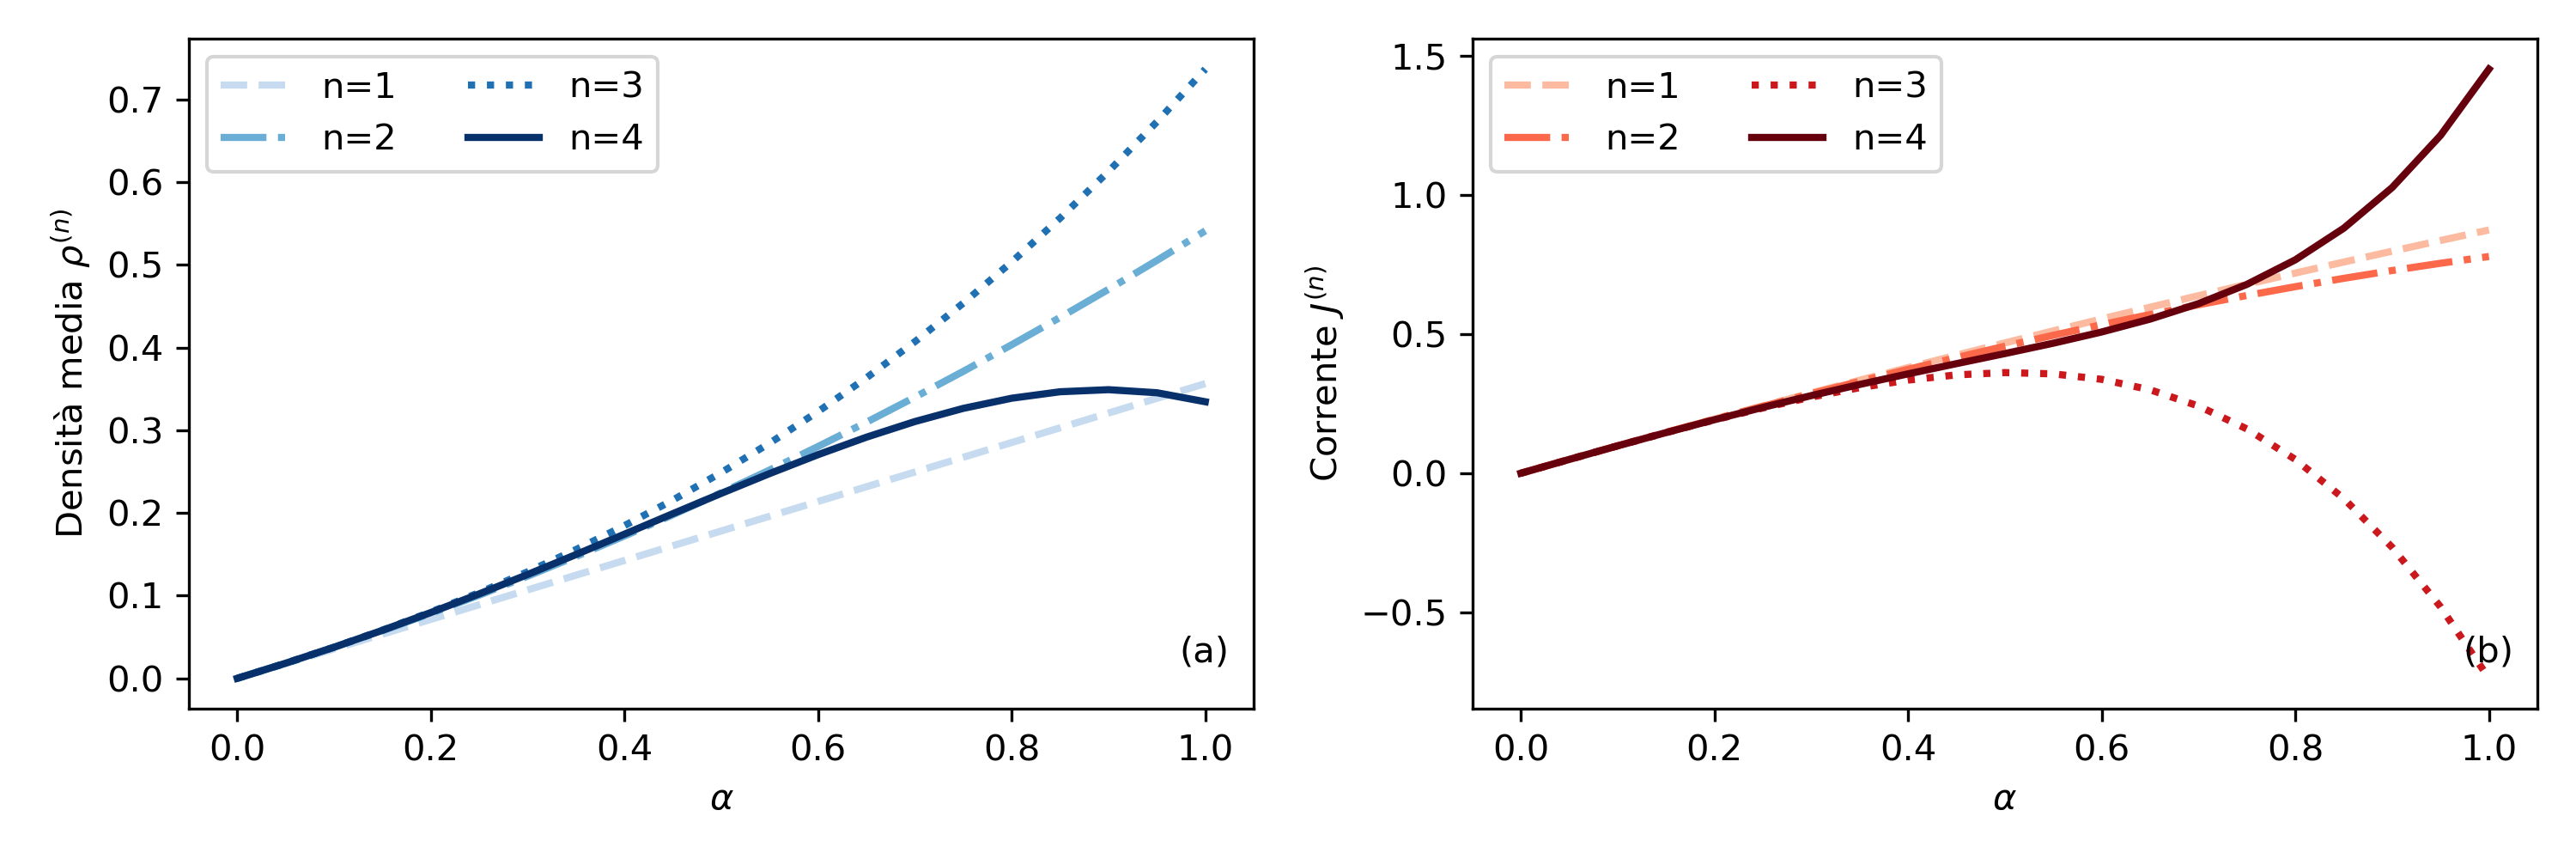 n=1
n=2
n=3
n=4
0.7
0.6
0.5
0.4
0.3
0.2
0.1
0.0
Densità media ρ⁽ⁿ⁾
(a)
0.0 0.2 0.4 0.6 0.8 1.0
α
n=1
n=2
n=3
n=4
1.5
1.0
0.5
0.0
−0.5
Corrente J⁽ⁿ⁾
(b)
0.0 0.2 0.4 0.6 0.8 1.0
α